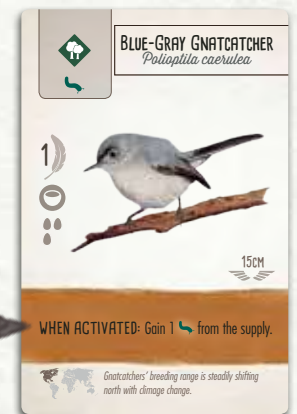 BLUE-GRAY GNATCATCHER
Polioptila caerulea
1
15CM
WHEN ACTIVATED: Gain 1 from the supply.
Gnatcatchers' breeding range is steadily shifting
north with climage change.